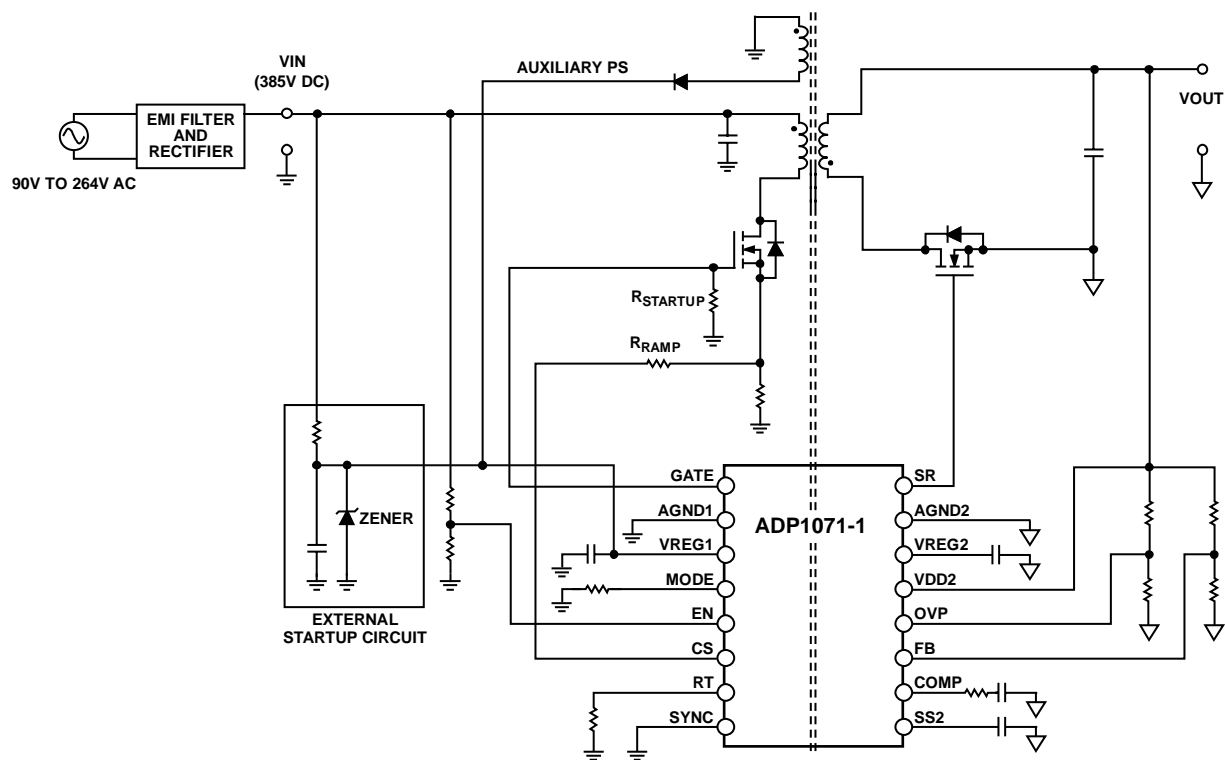 VIN
(385V DC)
AUXILIARY PS
VOUT
EMI FILTER
AND
RECTIFIER
90V TO 264V AC
RSTARTUP
RRAMP
ZENER
EXTERNAL
STARTUP CIRCUIT
ADP1071-1
GATE
AGND1
VREG1
MODE
EN
CS
RT
SYNC
SR
AGND2
VREG2
VDD2
OVP
FB
COMP
SS2